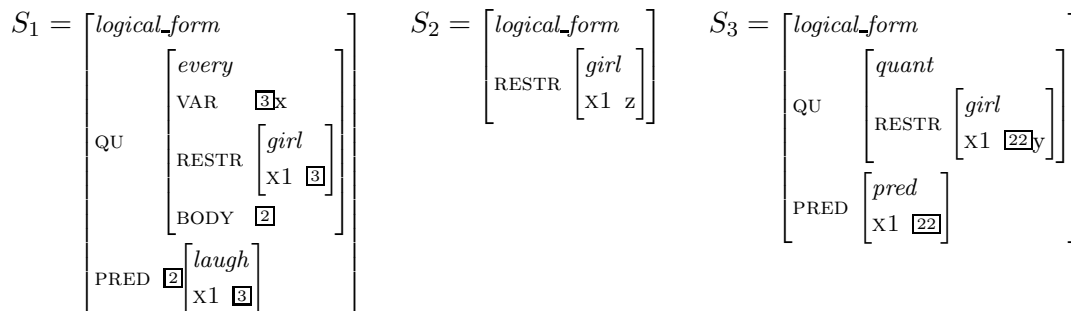 S1 = logical_form S2 = logical_form S3 = logical_form
every girl quant
VAR 3 x RESTR X1 z QU RESTR girl
QU RESTR girl X1 22 y
X1 3 PRED pred
BODY 2 X1 22
PRED 2 laugh
X1 3